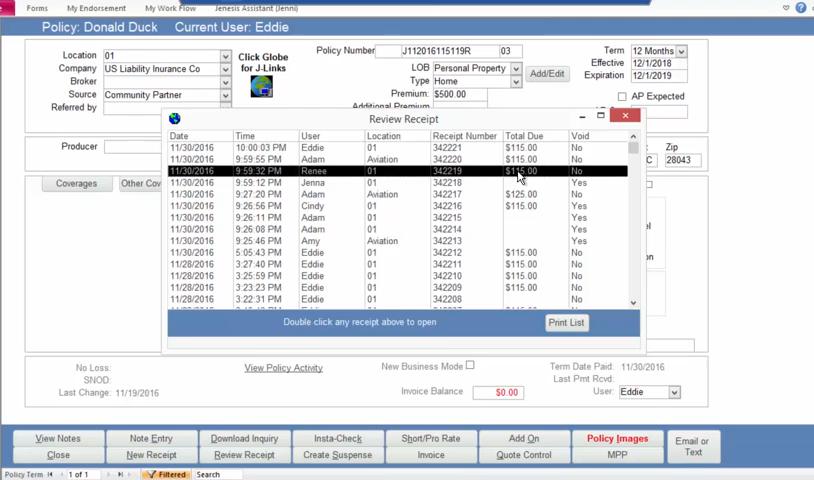 Forms My Endorsement My Work Flow Jenesis Assistant (Jenni)
Policy: Donald Duck Current User: Eddie
Location 01
Company US Liability Inurance Co
Broker
Source Community Partner
Referred by
Click Globe for J-Links
Policy Number J112016115119R 03
LOB Personal Property
Type Home
Premium: $500.00
Additional Premium
Add/Edit
Term 12 Months
Effective 12/1/2018
Expiration 12/1/2019
AP Expected
Producer
Zip
C 28043
Coverages Other Cov
Review Receipt
Date Time User Location Receipt Number Total Due Void
11/30/2016 10:00:03 PM Eddie 01 342221 $115.00 No
11/30/2016 9:59:55 PM Adam Aviation 342220 $115.00 No
11/30/2016 9:59:32 PM Renee 01 342219 $115.00 No
11/30/2016 9:59:12 PM Jenna 01 342218 Yes
11/30/2016 9:27:20 PM Adam Aviation 342217 $125.00 No
11/30/2016 9:26:56 PM Cindy 01 342216 $115.00 Yes
11/30/2016 9:26:11 PM Adam 01 342215 Yes
11/30/2016 9:26:08 PM Adam 01 342214 Yes
11/30/2016 9:25:46 PM Amy Aviation 342213 Yes
11/30/2016 5:05:43 PM Eddie 01 342212 $115.00 No
11/28/2016 3:27:40 PM Eddie 01 342211 $115.00 No
11/28/2016 3:25:59 PM Eddie 01 342210 $115.00 No
11/28/2016 3:23:23 PM Eddie 01 342209 $115.00 No
11/28/2016 3:22:31 PM Eddie 01 342208 No
Double click any receipt above to open Print List
el
on
No Loss:
SNOD:
Last Change: 11/19/2016
View Policy Activity
New Business Mode
Invoice Balance $0.00
Term Date Paid: 11/30/2016
Last Pmt Rcvd:
User: Eddie
View Notes Note Entry Download Inquiry Insta-Check Short/Pro Rate Add On Policy Images Email or Text
Close New Receipt Review Receipt Create Suspense Invoice Quote Control MPP
Policy Term 1 of 1 Filtered Search